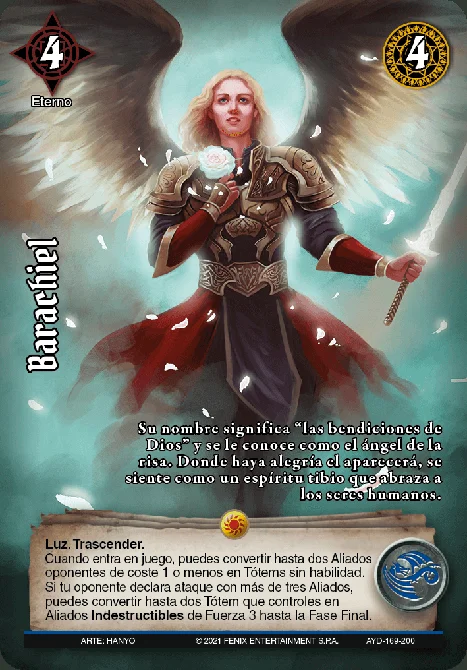 4
4
Eterno
Barachiel
Su nombre significa “las bendiciones de
Dios” y se le conoce como el ángel de la
risa. Donde haya alegría el aparecerá, se
siente como un espíritu tibio que abraza a
los seres humanos.
Luz. Trascender.
Cuando entra en juego, puedes convertir hasta dos Aliados
oponentes de coste 1 o menos en Tótems sin habilidad.
Si tu oponente declara ataque con más de tres Aliados,
puedes convertir hasta dos Tótem que controles en
Aliados Indestructibles de Fuerza 3 hasta la Fase Final.
ARTE: HANYO © 2021 FENIX ENTERTAINMENT S.P.A. AYD-169-200